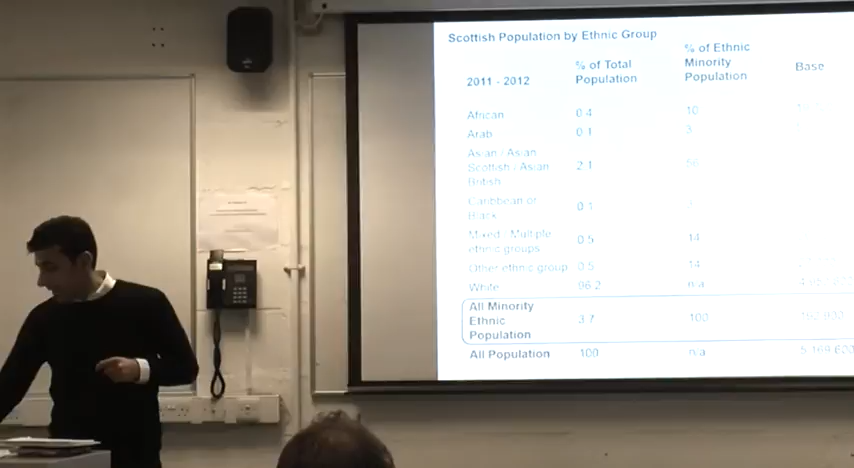 Scottish Population by Ethnic Group
2011 - 2012
% of Total
Population
% of Ethnic
Minority
Population
Base
African 0.4 10
Arab 0.1 3
Asian / Asian
Scottish / Asian
British
2.1 56
Caribbean or
Black
0.1
Mixed / Multiple
ethnic groups
0.5 14
Other ethnic group 0.5 14
White 96.2 n/a
All Minority
Ethnic
Population
3.7 100
All Population 100 n/a